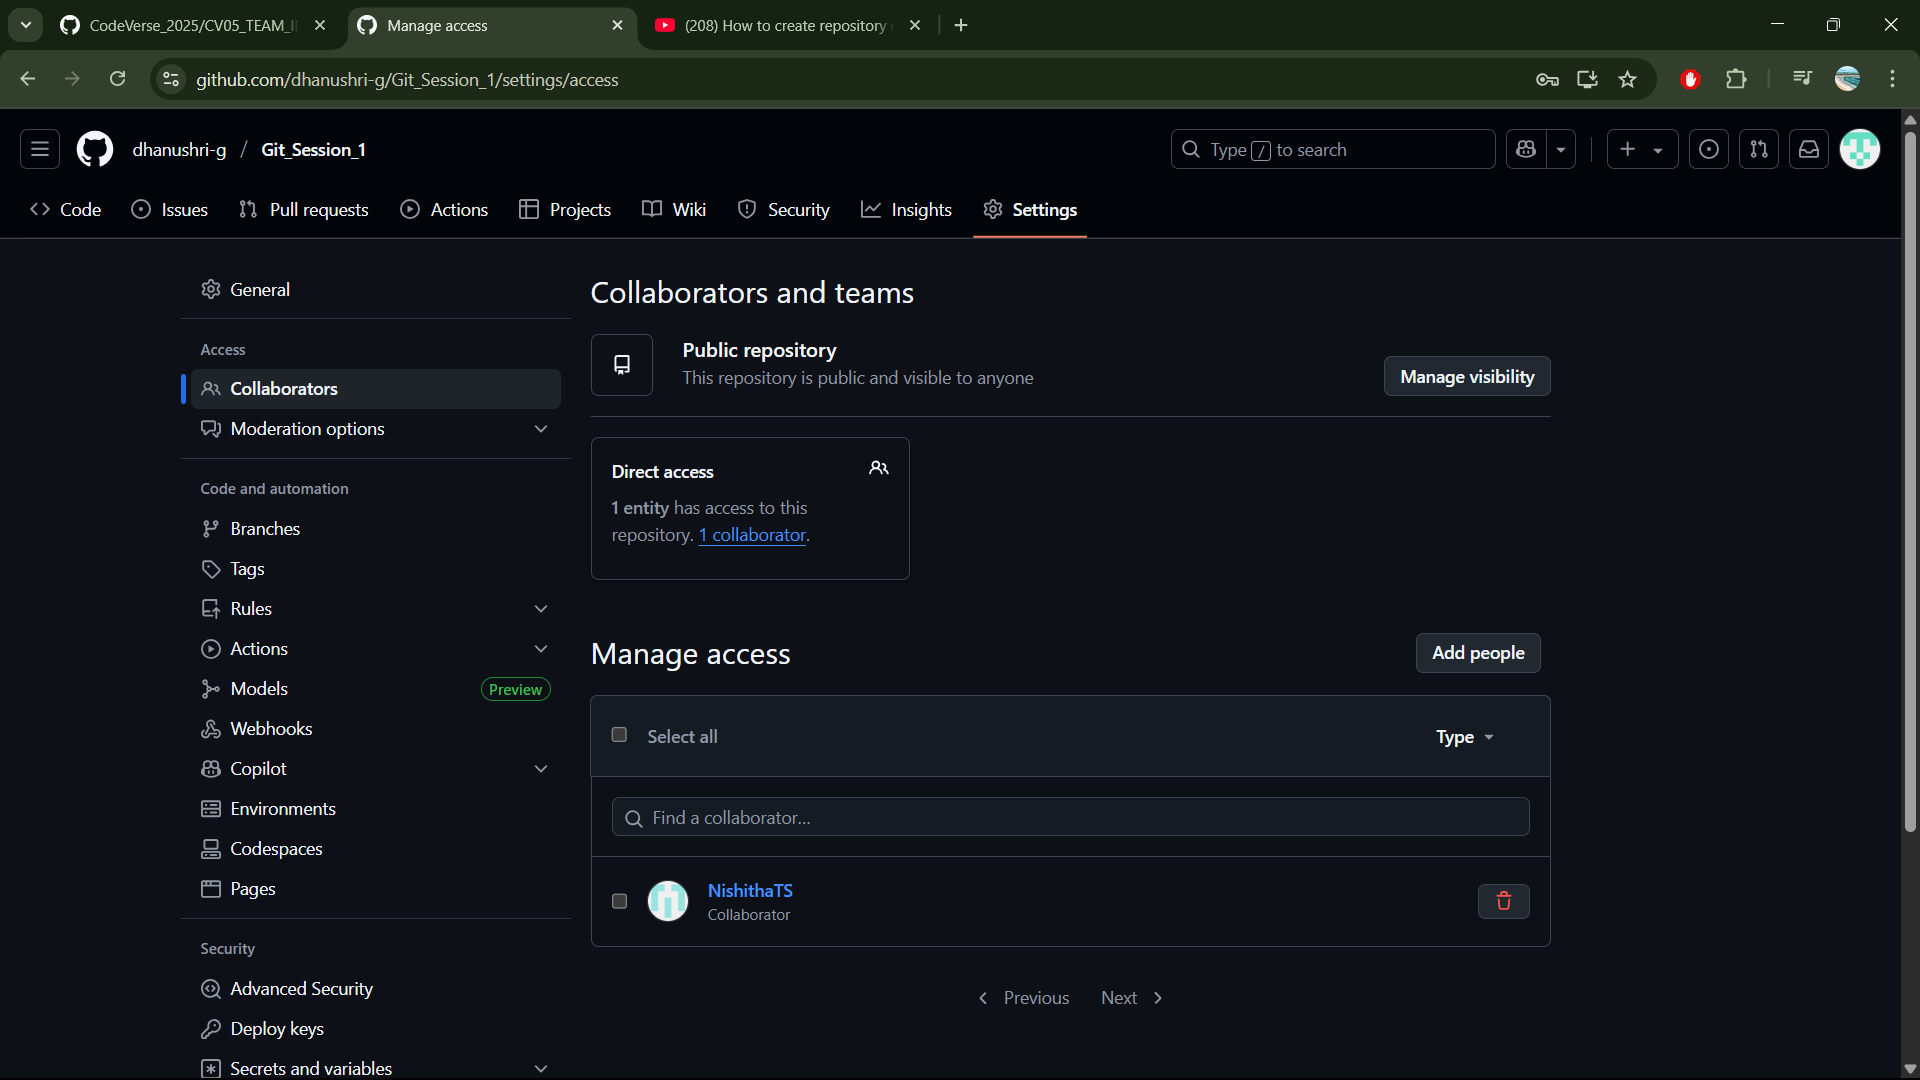 CodeVerse_2025/CV05_TEAM_I
Manage access
(208) How to create repository
github.com/dhanushri-g/Git_Session_1/settings/access
dhanushri-g / Git_Session_1
Type / to search
Code
Issues
Pull requests
Actions
Projects
Wiki
Security
Insights
Settings
General
Access
Collaborators
Moderation options
Code and automation
Branches
Tags
Rules
Actions
Models Preview
Webhooks
Copilot
Environments
Codespaces
Pages
Security
Advanced Security
Deploy keys
Secrets and variables
Collaborators and teams
Public repository
This repository is public and visible to anyone
Manage visibility
Direct access
1 entity has access to this
repository. 1 collaborator.
Manage access
Add people
Select all
Type
Find a collaborator...
NishithaTS
Collaborator
Previous
Next